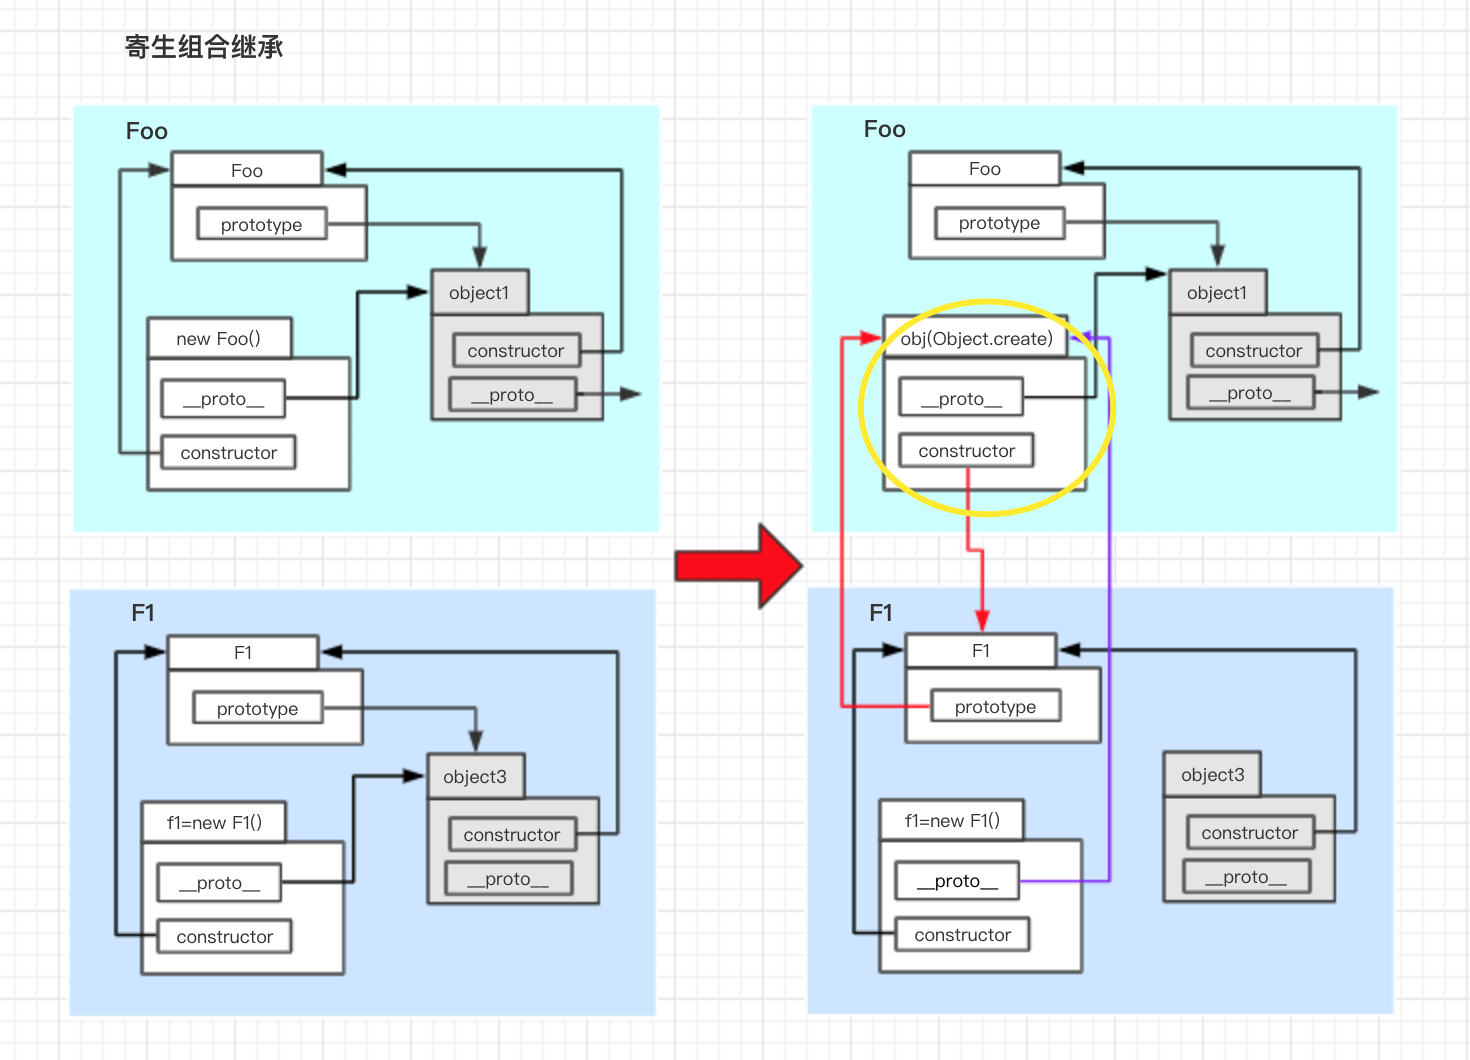 寄生组合继承
Foo
Foo
prototype
object1
new Foo()
constructor
__proto__
__proto__
constructor
Foo
Foo
prototype
object1
obj(Object.create)
constructor
__proto__
__proto__
constructor
F1
F1
prototype
object3
f1=new F1()
constructor
__proto__
__proto__
constructor
F1
F1
prototype
object3
f1=new F1()
constructor
__proto__
__proto__
constructor